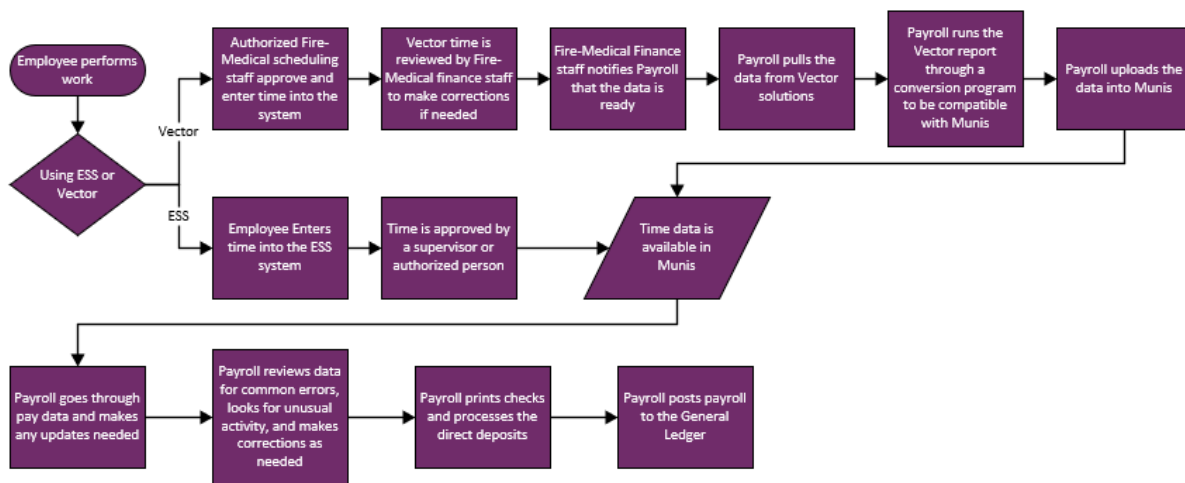 Employee performs
work
Using ESS or
Vector
Vector
ESS
Authorized Fire-
Medical scheduling
staff approve and
enter time into the
system
Vector time is
reviewed by Fire-
Medical finance staff
to make corrections
if needed
Fire-Medical Finance
staff notifies Payroll
that the data is
ready
Payroll pulls the
data from Vector
solutions
Payroll runs the
Vector report
through a
conversion program
to be compatible
with Munis
Payroll uploads the
data into Munis
Employee Enters
time into the ESS
system
Time is approved by
a supervisor or
authorized person
Time data is
available in
Munis
Payroll goes through
pay data and makes
any updates needed
Payroll reviews data
for common errors,
looks for unusual
activity, and makes
corrections as
needed
Payroll prints checks
and processes the
direct deposits
Payroll posts payroll
to the General
Ledger